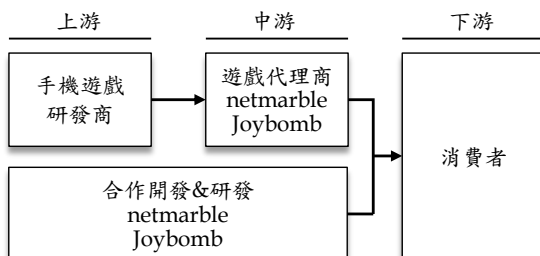 上游
中游
下游
手機遊戲
研發商
遊戲代理商
netmarble
Joybomb
消費者
合作開發&研發
netmarble
Joybomb